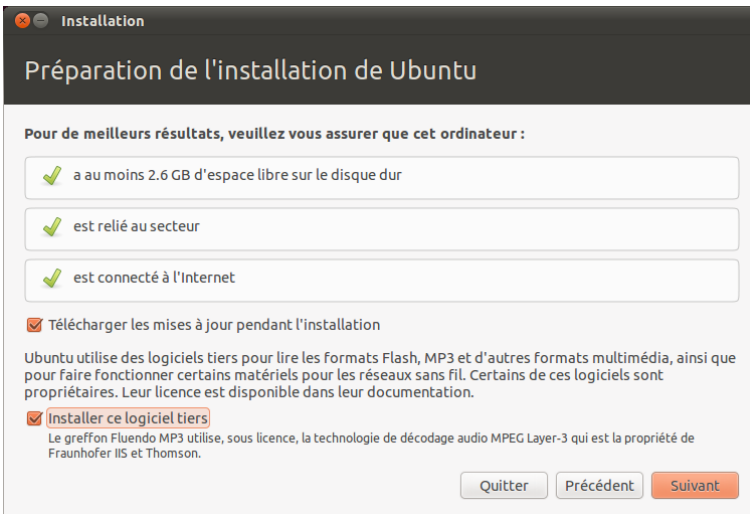 Installation
Préparation de l'installation de Ubuntu
Pour de meilleurs résultats, veuillez vous assurer que cet ordinateur :
a au moins 2.6 GB d'espace libre sur le disque dur
est relié au secteur
est connecté à l'Internet
Télécharger les mises à jour pendant l'installation
Ubuntu utilise des logiciels tiers pour lire les formats Flash, MP3 et d'autres formats multimédia, ainsi que
pour faire fonctionner certains matériels pour les réseaux sans fil. Certains de ces logiciels sont
propriétaires. Leur licence est disponible dans leur documentation.
Installer ce logiciel tiers
Le greffon Fluendo MP3 utilise, sous licence, la technologie de décodage audio MPEG Layer-3 qui est la propriété de
Fraunhofer IIS et Thomson.
Quitter Précédent Suivant